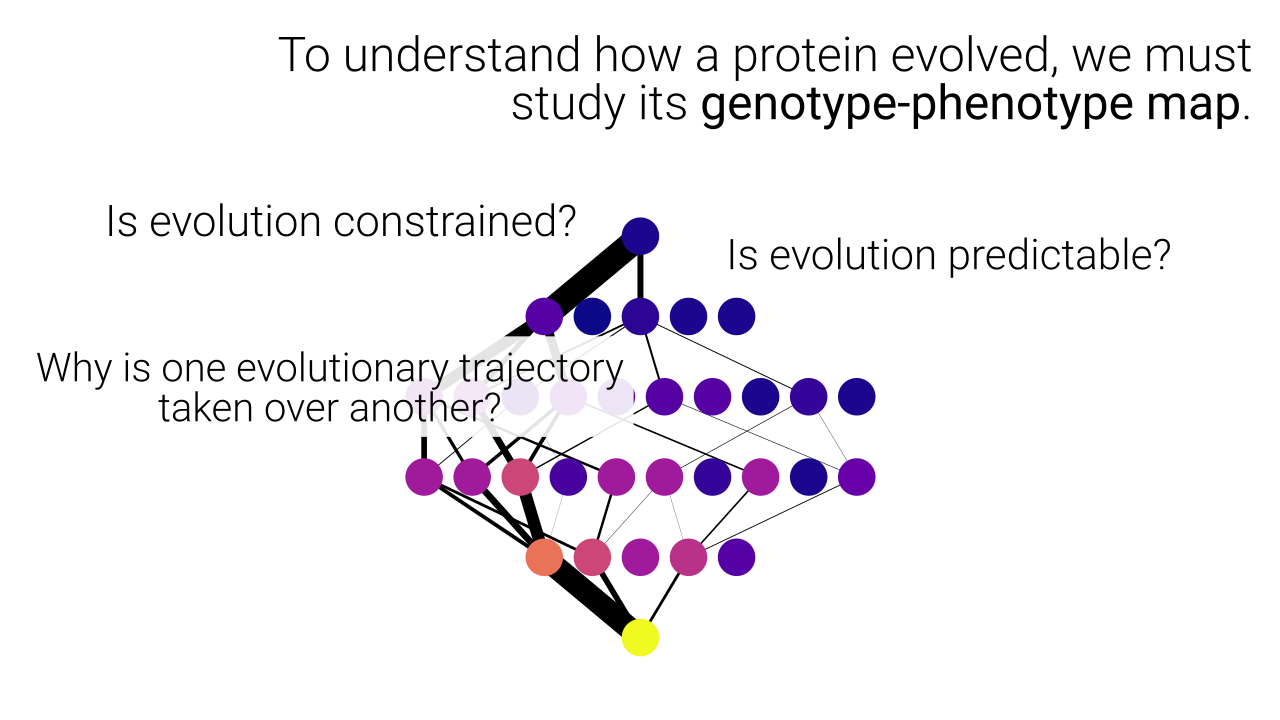 To understand how a protein evolved, we must
study its genotype-phenotype map.
Is evolution constrained?
Is evolution predictable?
Why is one evolutionary trajectory
taken over another?